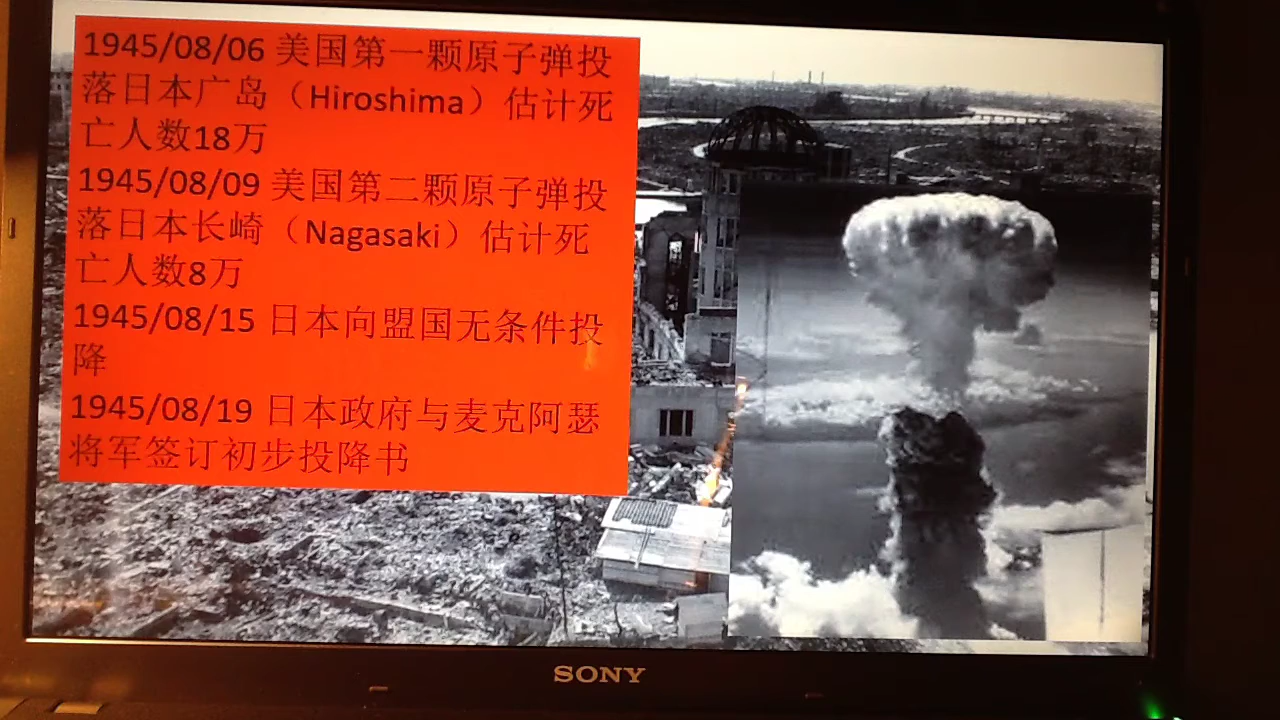 1945/08/06 美国第一颗原子弹投
落日本广岛（Hiroshima）估计死
亡人数18万
1945/08/09 美国第二颗原子弹投
落日本长崎（Nagasaki）估计死
亡人数8万
1945/08/15 日本向盟国无条件投
降
1945/08/19 日本政府与麦克阿瑟
将军签订初步投降书
SONY